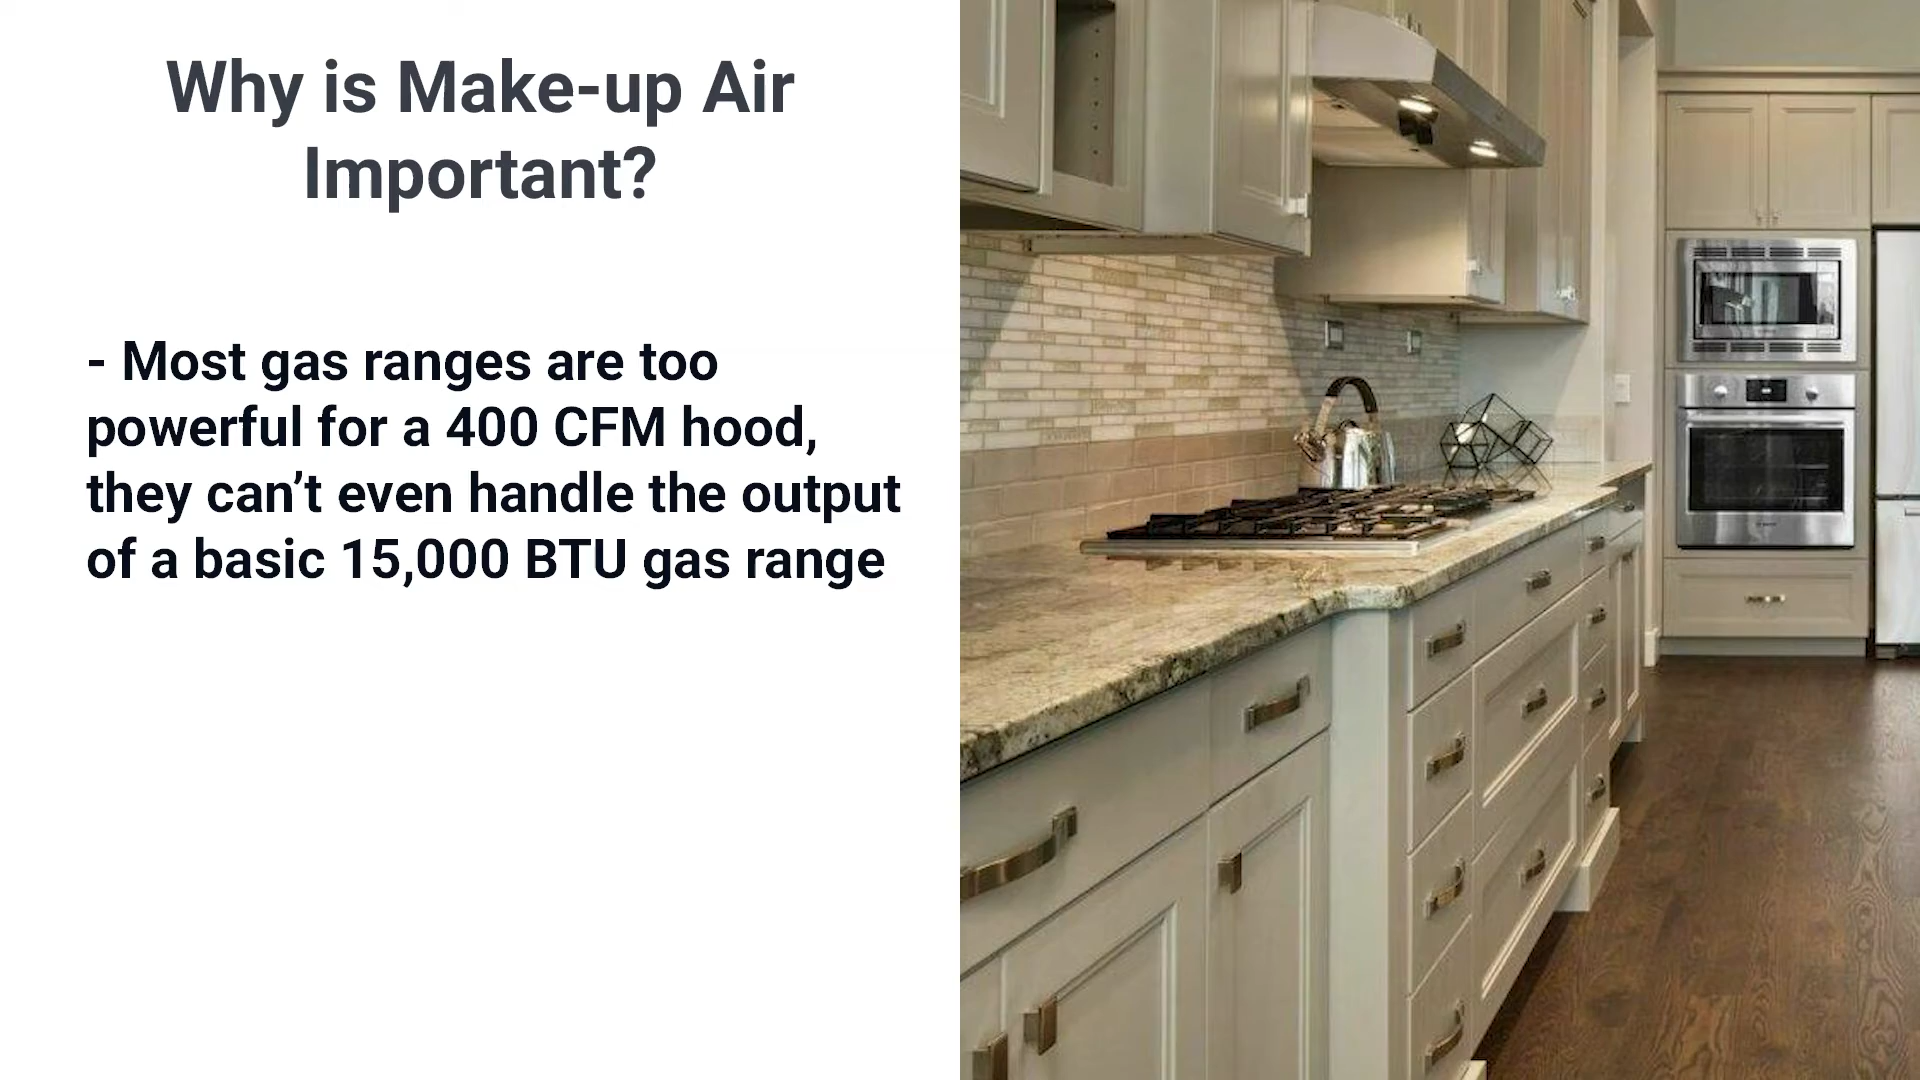 Why is Make-up Air
Important?
- Most gas ranges are too
powerful for a 400 CFM hood,
they can’t even handle the output
of a basic 15,000 BTU gas range